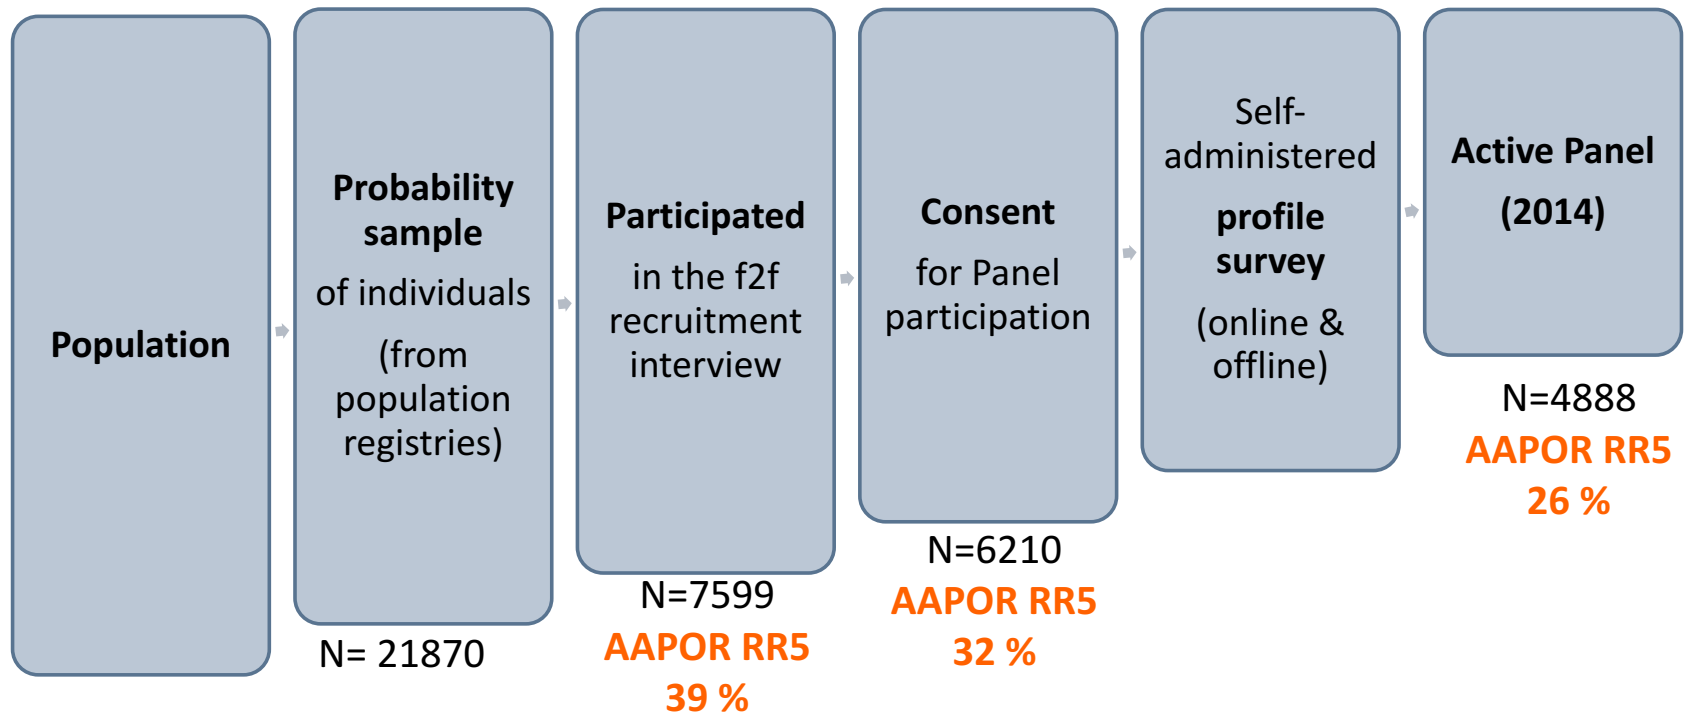 Population
Probability
sample
of individuals
(from
population
registries)
N= 21870
Participated
in the f2f
recruitment
interview
N=7599
AAPOR RR5
39 %
Consent
for Panel
participation
N=6210
AAPOR RR5
32 %
Self-
administered
profile
survey
(online &
offline)
Active Panel
(2014)
N=4888
AAPOR RR5
26 %